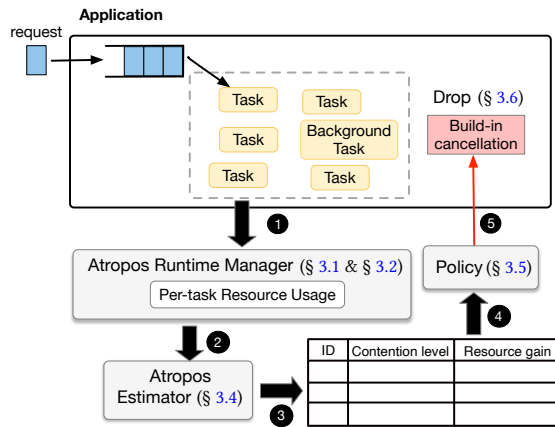 Application
request
Task
Task
Drop (§ 3.6)
Task
Background
Task
Build-in
cancellation
Task
Task
1
5
Atropos Runtime Manager (§ 3.1 & § 3.2)
Per-task Resource Usage
Policy (§ 3.5)
2
4
ID
Contention level
Resource gain
Atropos
Estimator (§ 3.4)
3